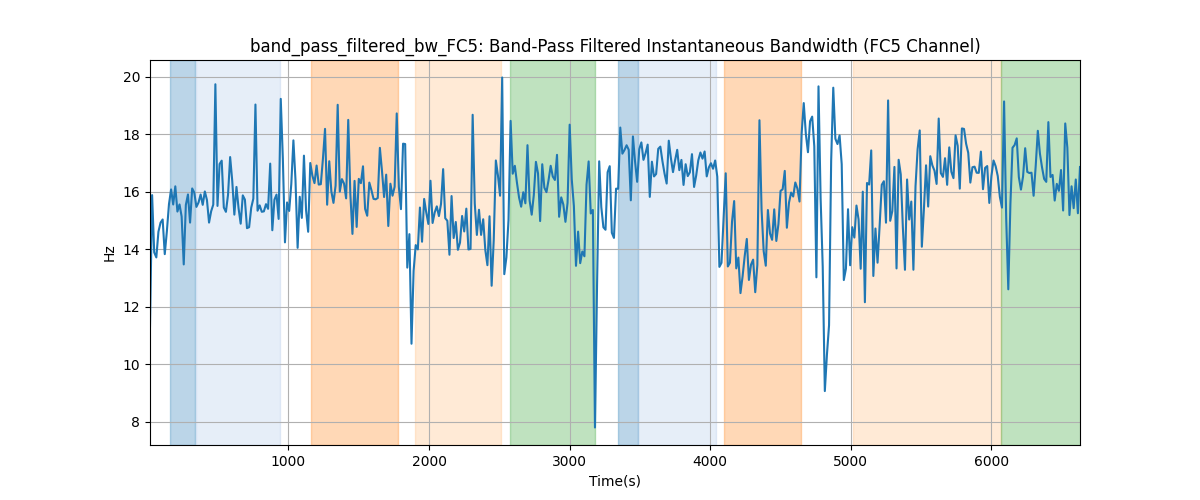 band_pass_filtered_bw_FC5: Band-Pass Filtered Instantaneous Bandwidth (FC5 Channel)
20
18
16
14
12
10
8
Hz
1000 2000 3000 4000 5000 6000
Time(s)